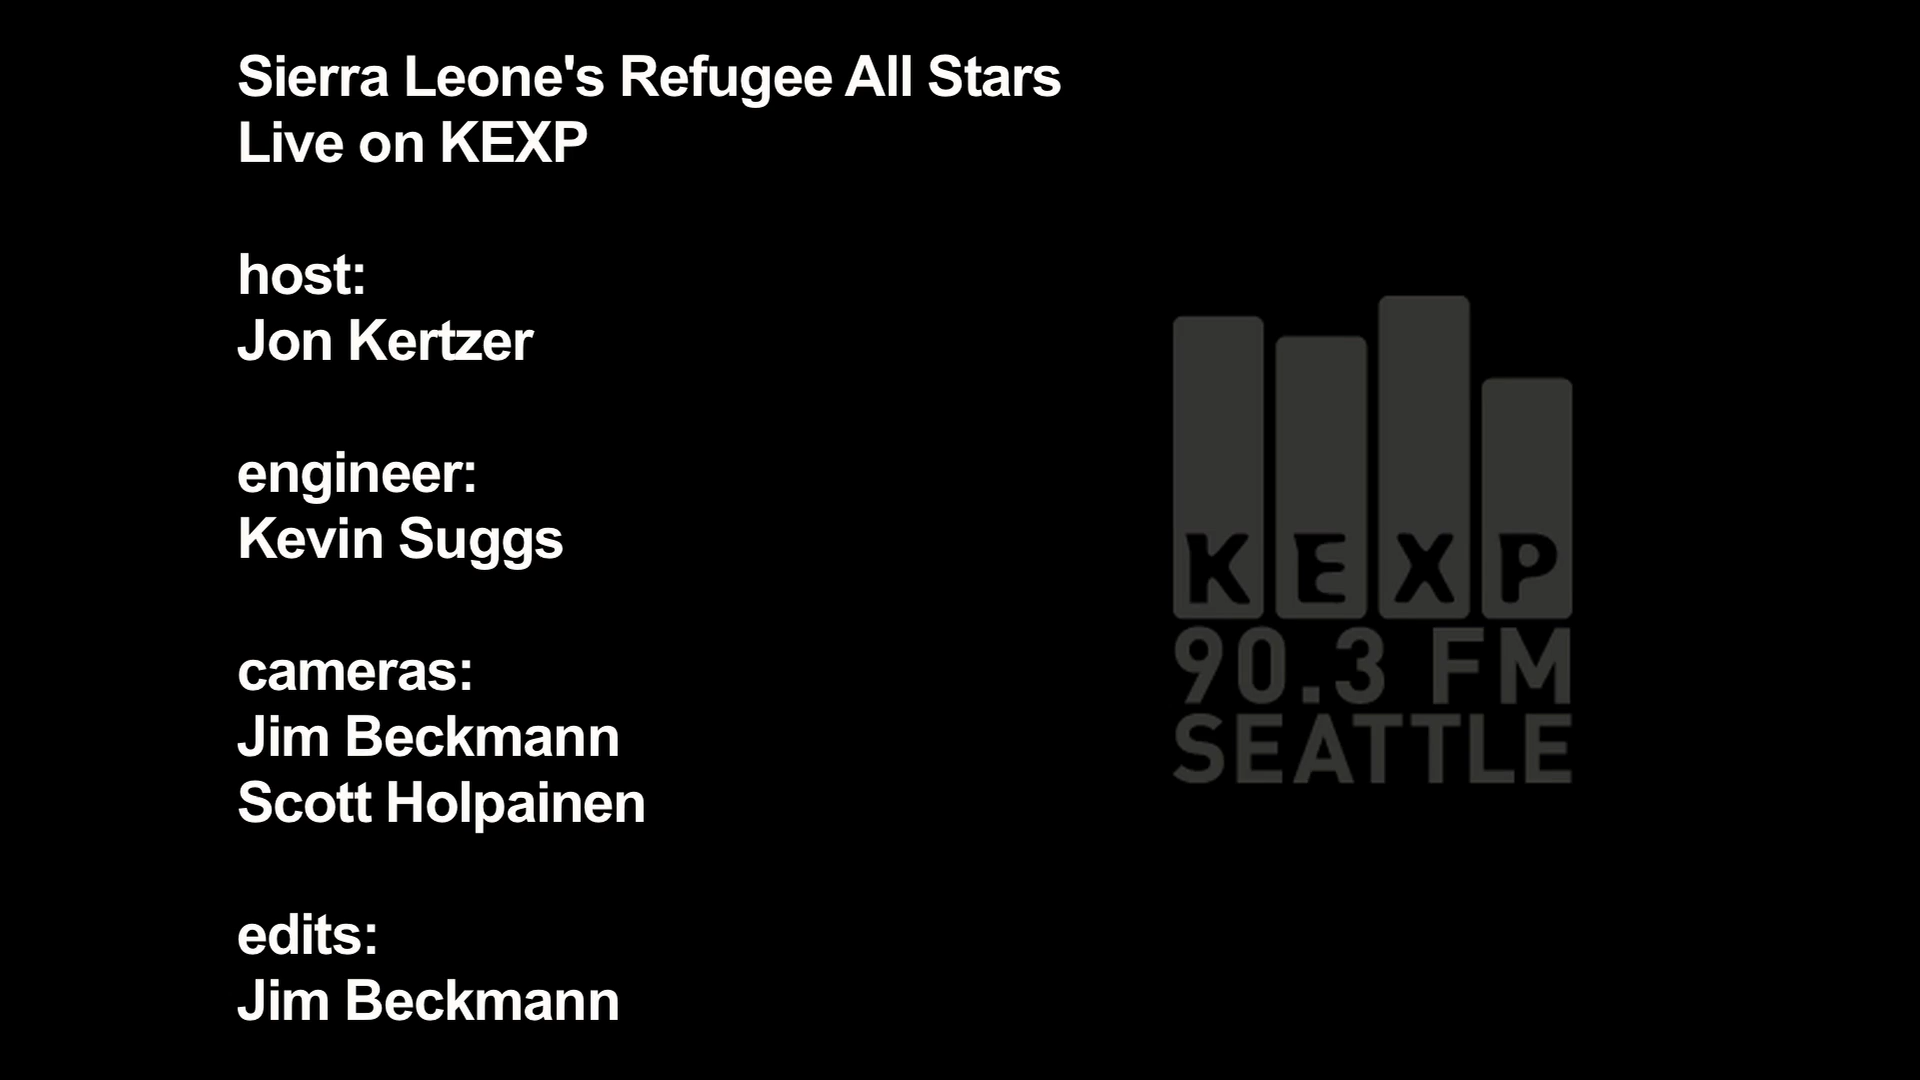 Sierra Leone's Refugee All Stars
Live on KEXP
host:
Jon Kertzer
engineer:
Kevin Suggs
cameras:
Jim Beckmann
Scott Holpainen
edits:
Jim Beckmann
KEXP
90.3 FM
SEATTLE